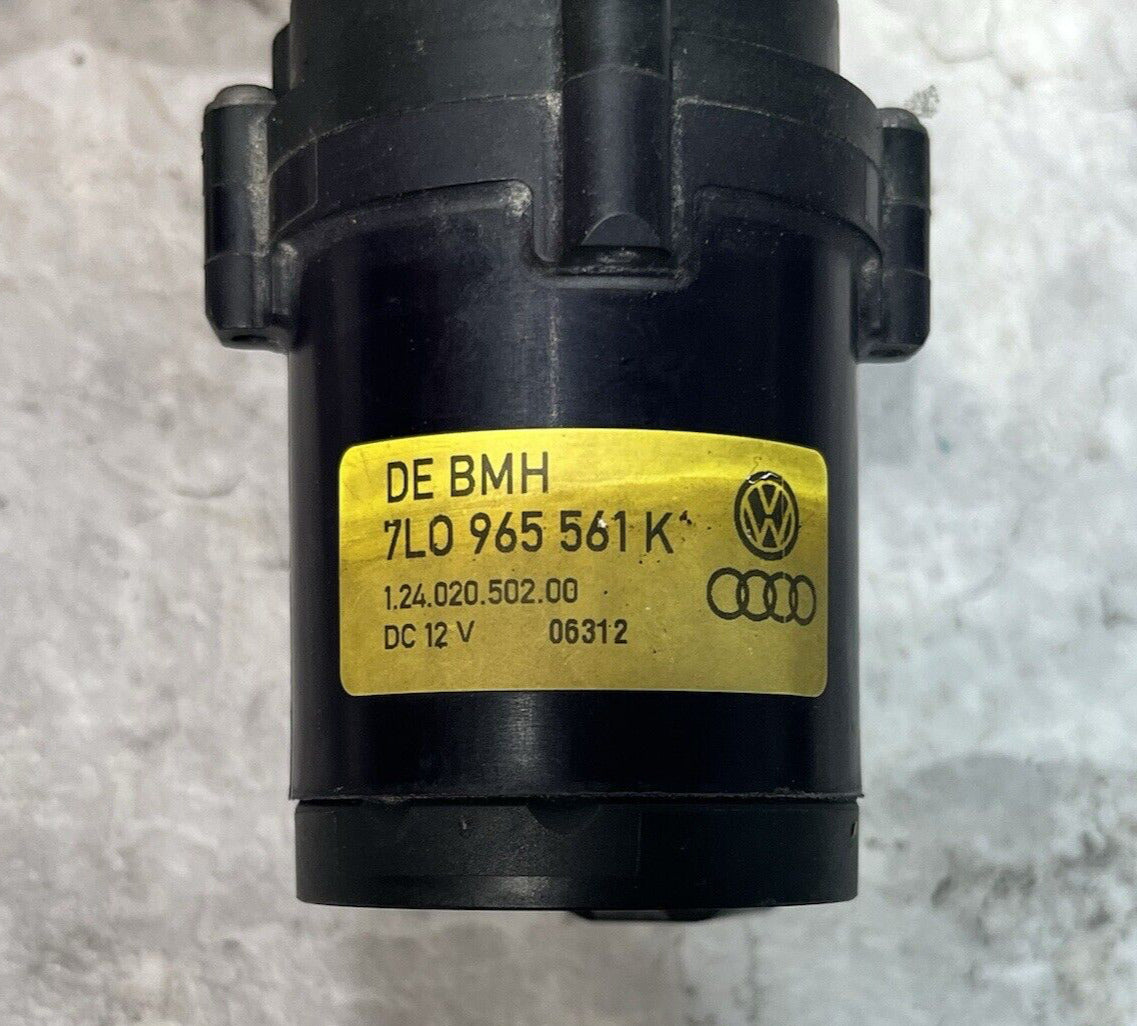 DE BMH
7L0 965 561 K
1.24.020.502.00
DC 12 V 06312